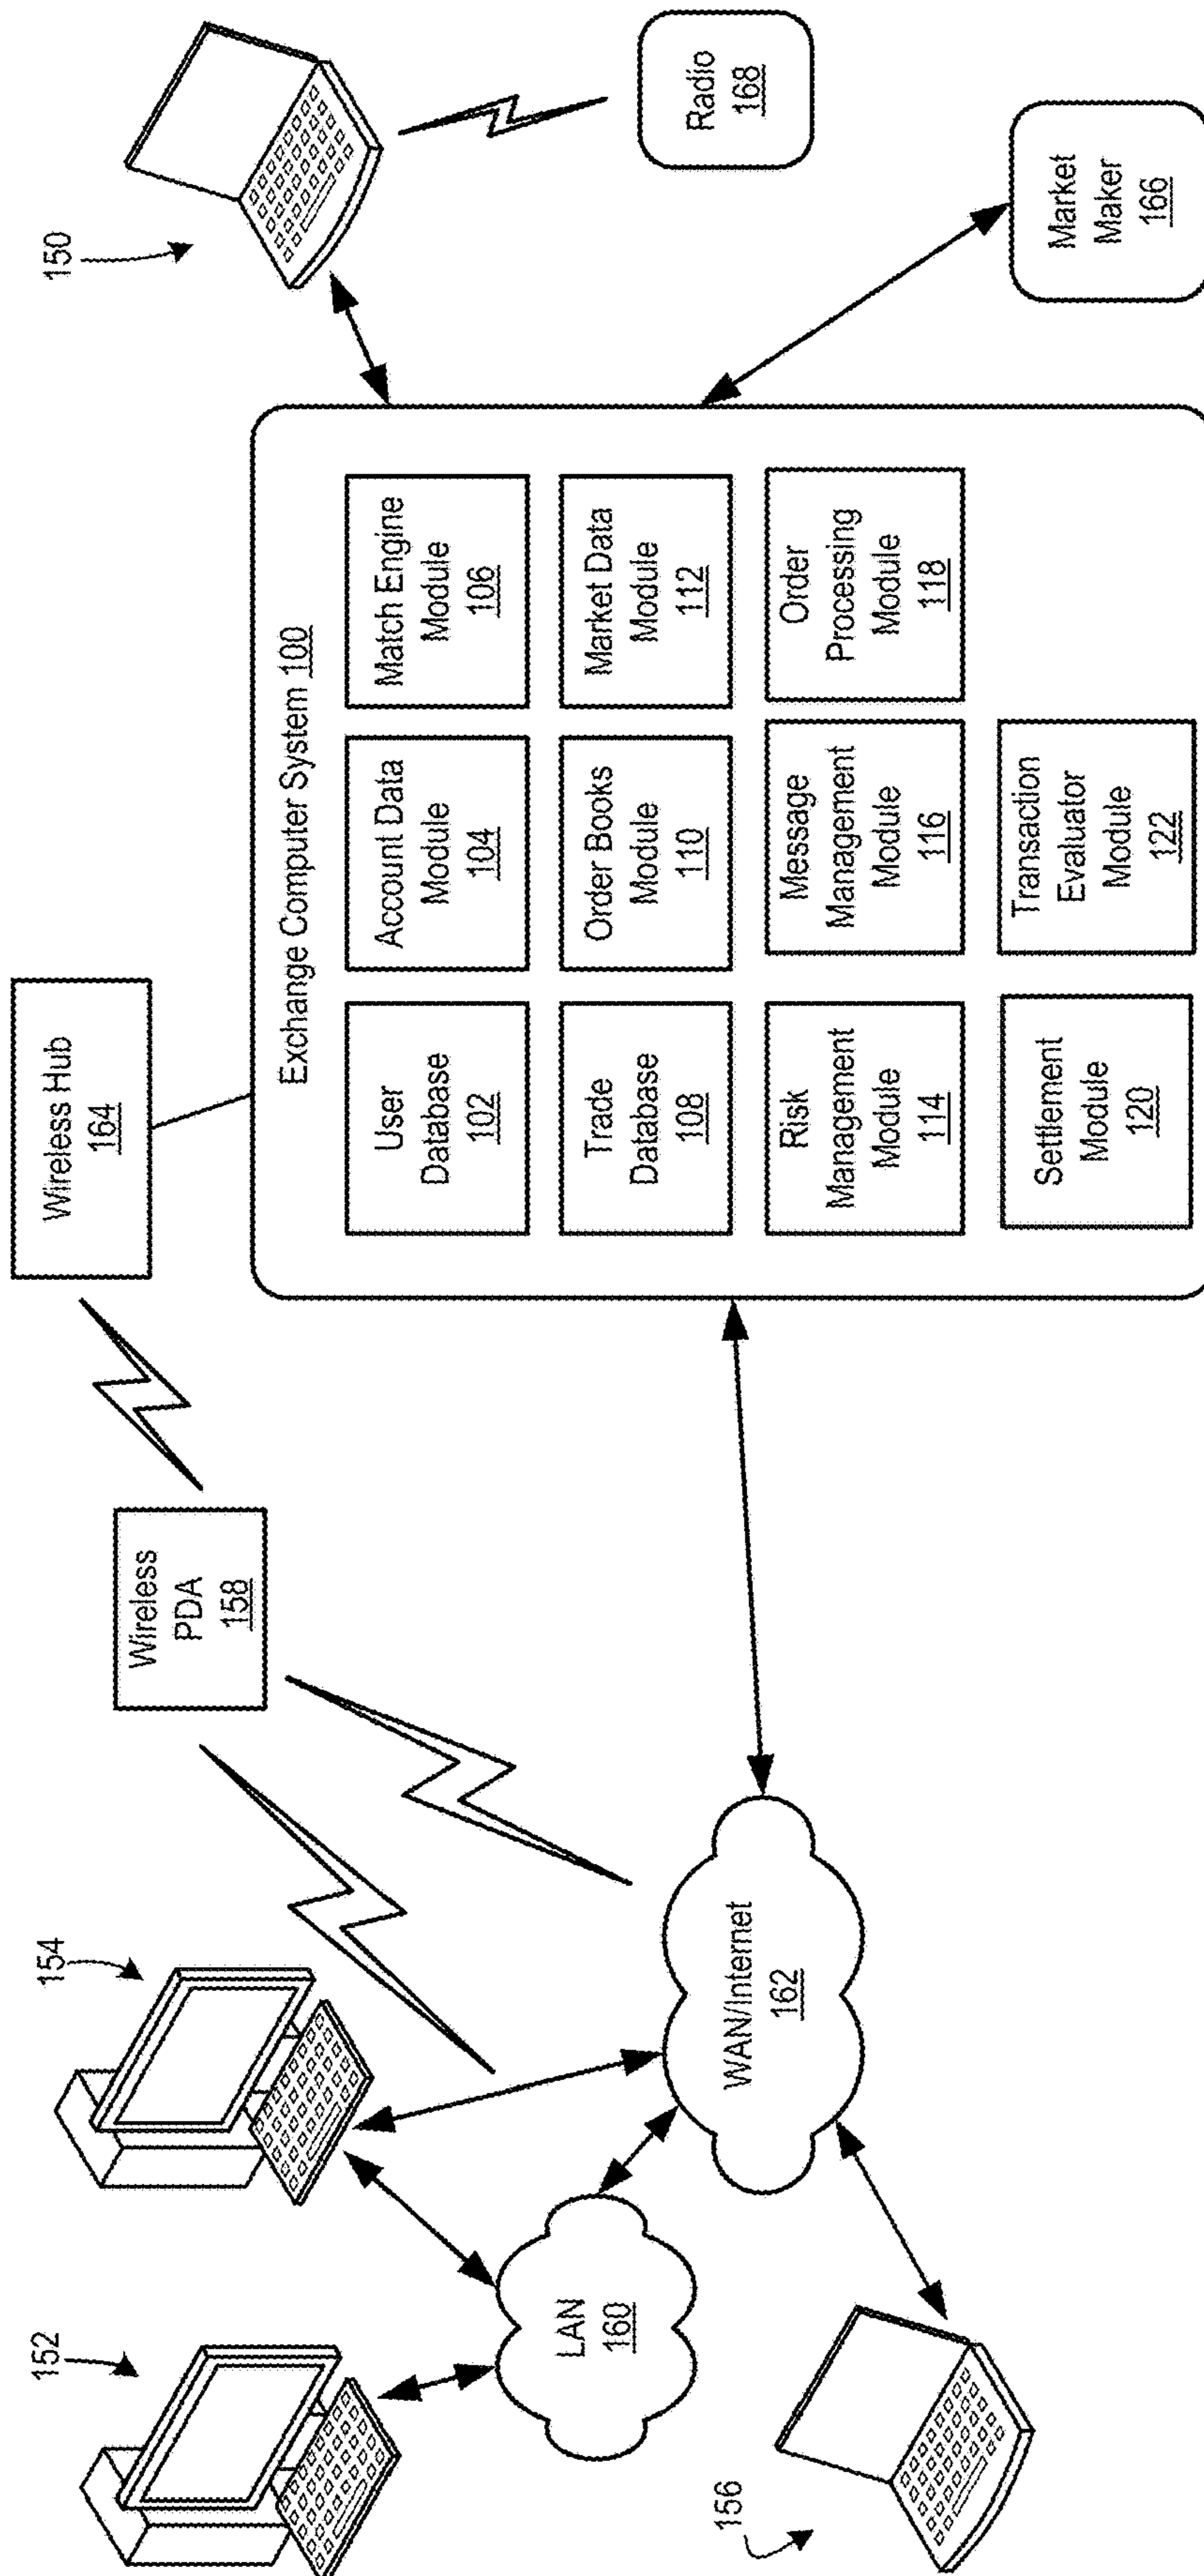 152
154
Wireless
PDA
158
Wireless Hub
164
150
Exchange Computer System 100
User
Database
102
Account Data
Module
104
Match Engine
Module
106
Trade
Database
108
Order Books
Module
110
Market Data
Module
112
Risk
Management
Module
114
Message
Management
Module
116
Order
Processing
Module
118
Settlement
Module
120
Transaction
Evaluator
Module
122
LAN
160
WAN/Internet
162
156
Radio
168
Market
Maker
166